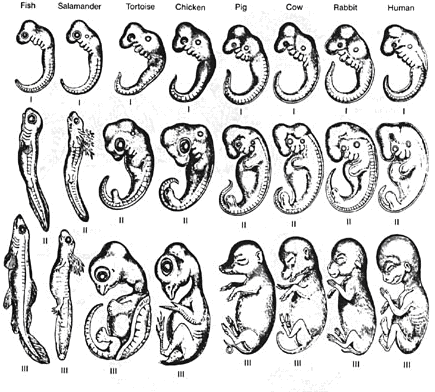 Fish Salamander Tortoise Chicken Pig Cow Rabbit Human
I I I I I I I I
II II II II II II II II
III III III III III III III III